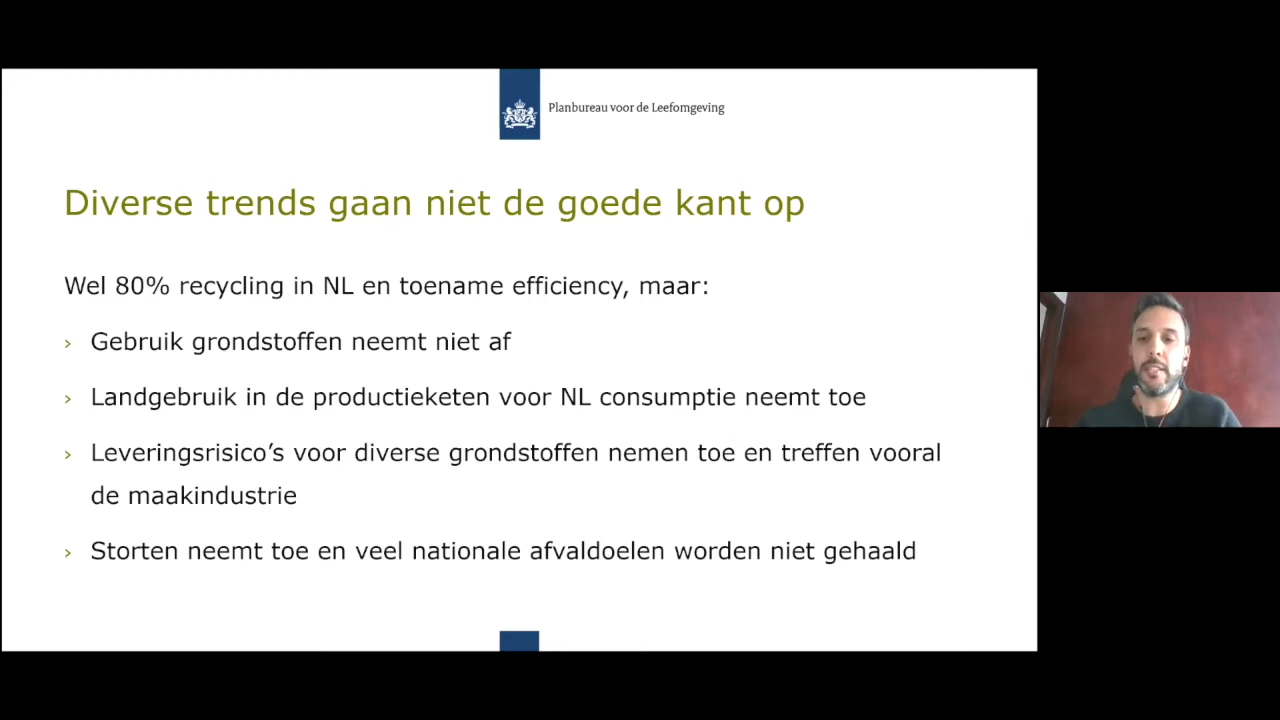 Planbureau voor de Leefomgeving
Diverse trends gaan niet de goede kant op
Wel 80% recycling in NL en toename efficiency, maar:
› Gebruik grondstoffen neemt niet af
› Landgebruik in de productieketen voor NL consumptie neemt toe
› Leveringsrisico’s voor diverse grondstoffen nemen toe en treffen vooral
de maakindustrie
› Storten neemt toe en veel nationale afvaldoelen worden niet gehaald